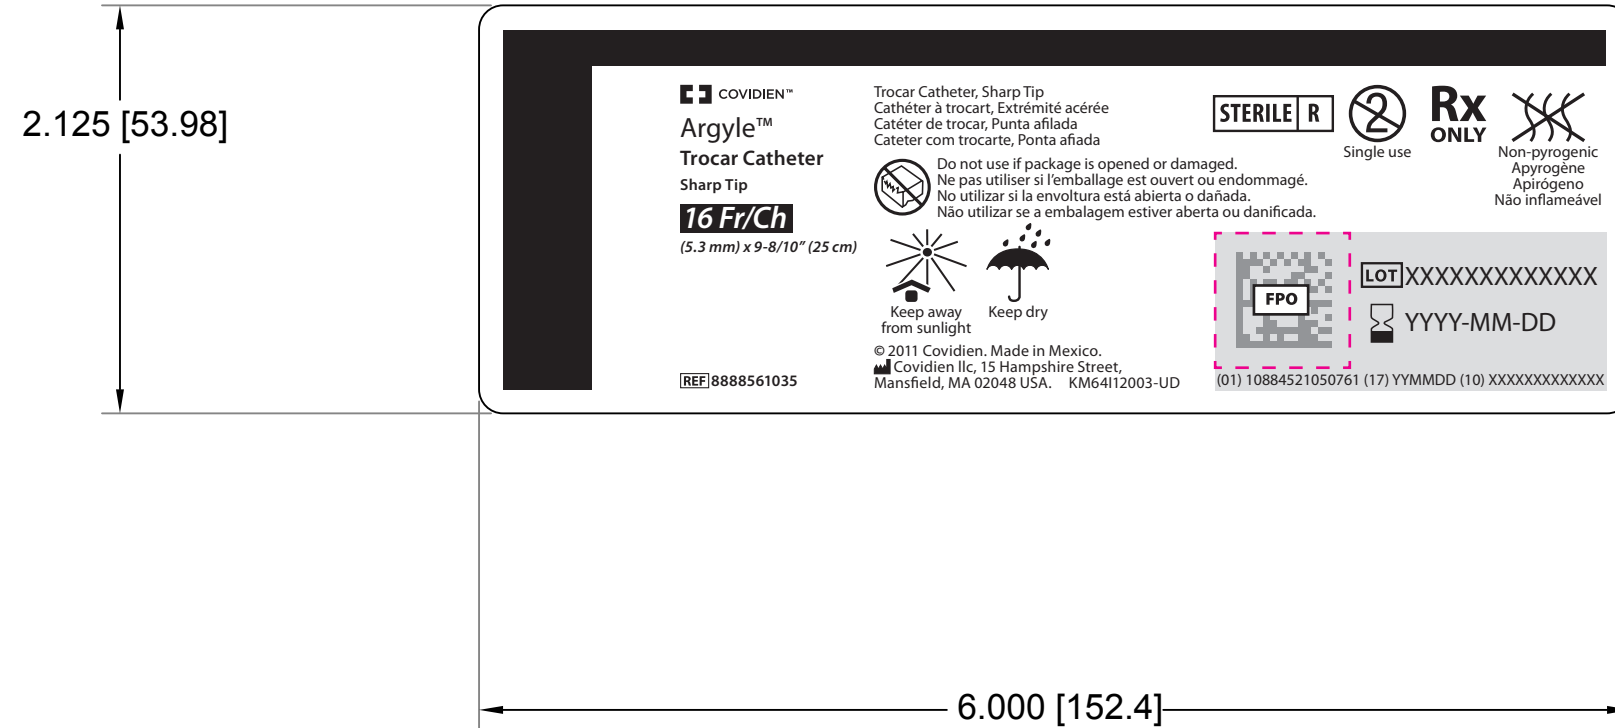 2.125 [53.98]
COVIDIEN™
Argyle™
Trocar Catheter
Sharp Tip
16 Fr/Ch
(5.3 mm) x 9-8/10" (25 cm)
REF 8888561035
Trocar Catheter, Sharp Tip
Cathéter à trocart, Extrémité acérée
Catéter de trocar, Punta afilada
Cateter com trocarte, Ponta afiada
Do not use if package is opened or damaged.
Ne pas utiliser si l'emballage est ouvert ou endommagé.
No utilizar si la envoltura está abierta o dañada.
Não utilizar se a embalagem estiver aberta ou danificada.
Keep away
from sunlight
Keep dry
© 2011 Covidien. Made in Mexico.
Covidien llc, 15 Hampshire Street,
Mansfield, MA 02048 USA. KM64I12003-UD
STERILE R
2
Single use
Rx
ONLY
Non-pyrogenic
Apyrogène
Apirógeno
Não inflameável
FPO
LOT XXXXXXXXXXXXX
YYYY-MM-DD
(01) 10884521050761 (17) YYMMDD (10) XXXXXXXXXXXXX
6.000 [152.4]